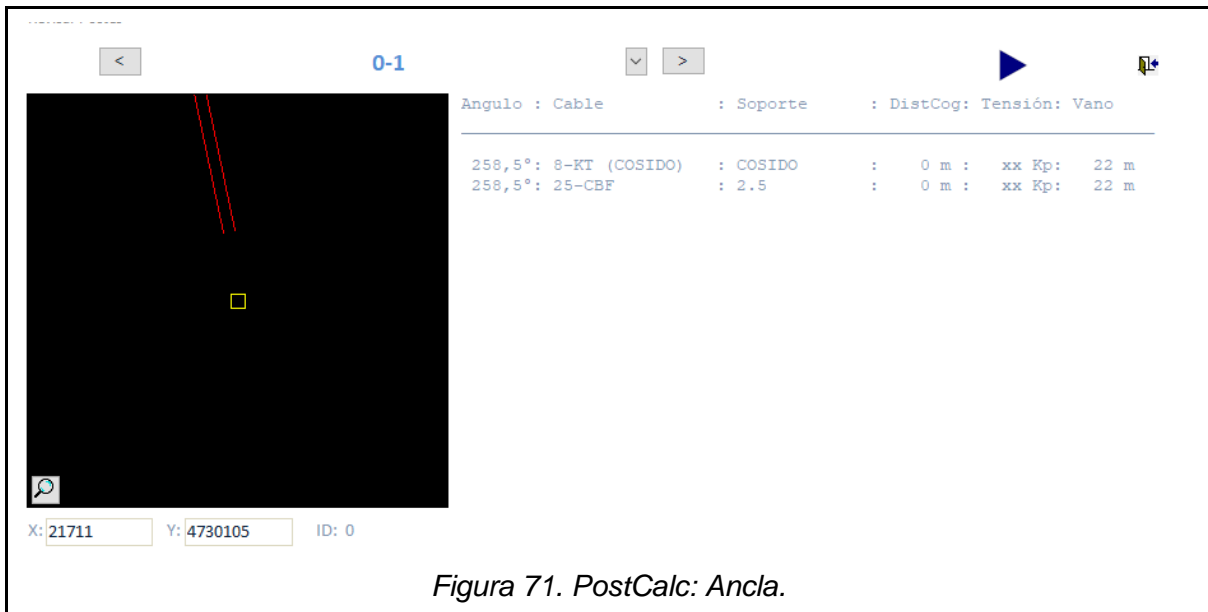 < 0-1 >
Angulo : Cable : Soporte : DistCog: Tensión: Vano
258,5°: 8-KT (COSIDO) : COSIDO : 0 m : xx Kp: 22 m
258,5°: 25-CBF : 2.5 : 0 m : xx Kp: 22 m
X: 21711 Y: 4730105 ID: 0
Figura 71. PostCalc: Ancla.